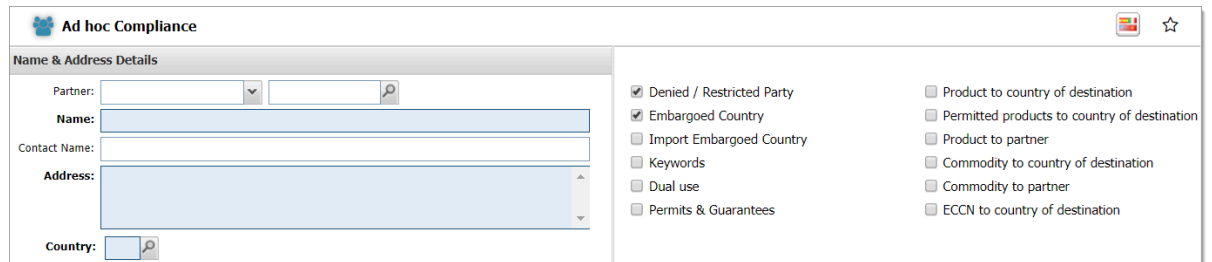 Ad hoc Compliance
Name & Address Details
Partner:
Name:
Contact Name:
Address:
Country:
Denied / Restricted Party
Embargoed Country
Import Embargoed Country
Keywords
Dual use
Permits & Guarantees
Product to country of destination
Permitted products to country of destination
Product to partner
Commodity to country of destination
Commodity to partner
ECCN to country of destination